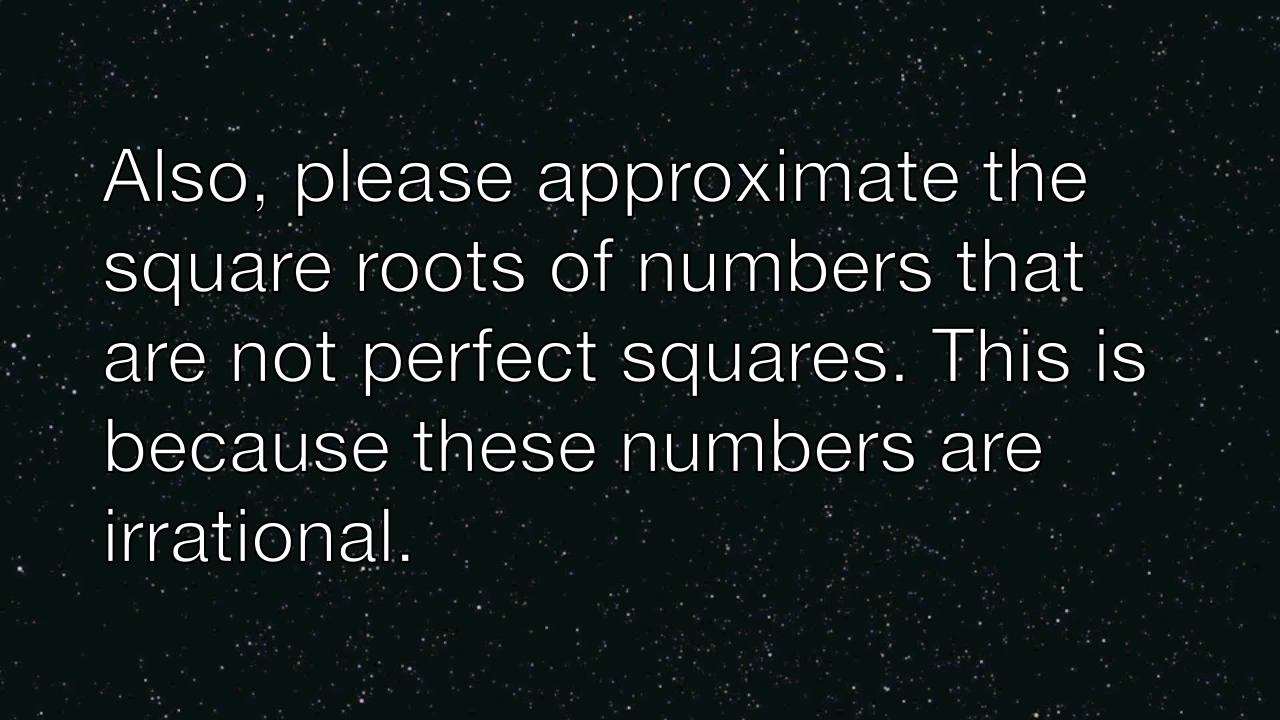 Also, please approximate the
square roots of numbers that
are not perfect squares. This is
because these numbers are
irrational.